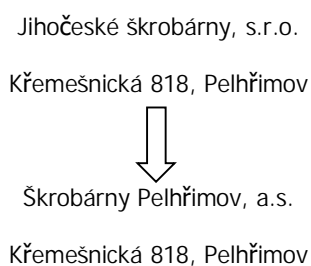 Jihočeské škrobárny, s.r.o.
Křemešnická 818, Pelhřimov
Škrobárny Pelhřimov, a.s.
Křemešnická 818, Pelhřimov